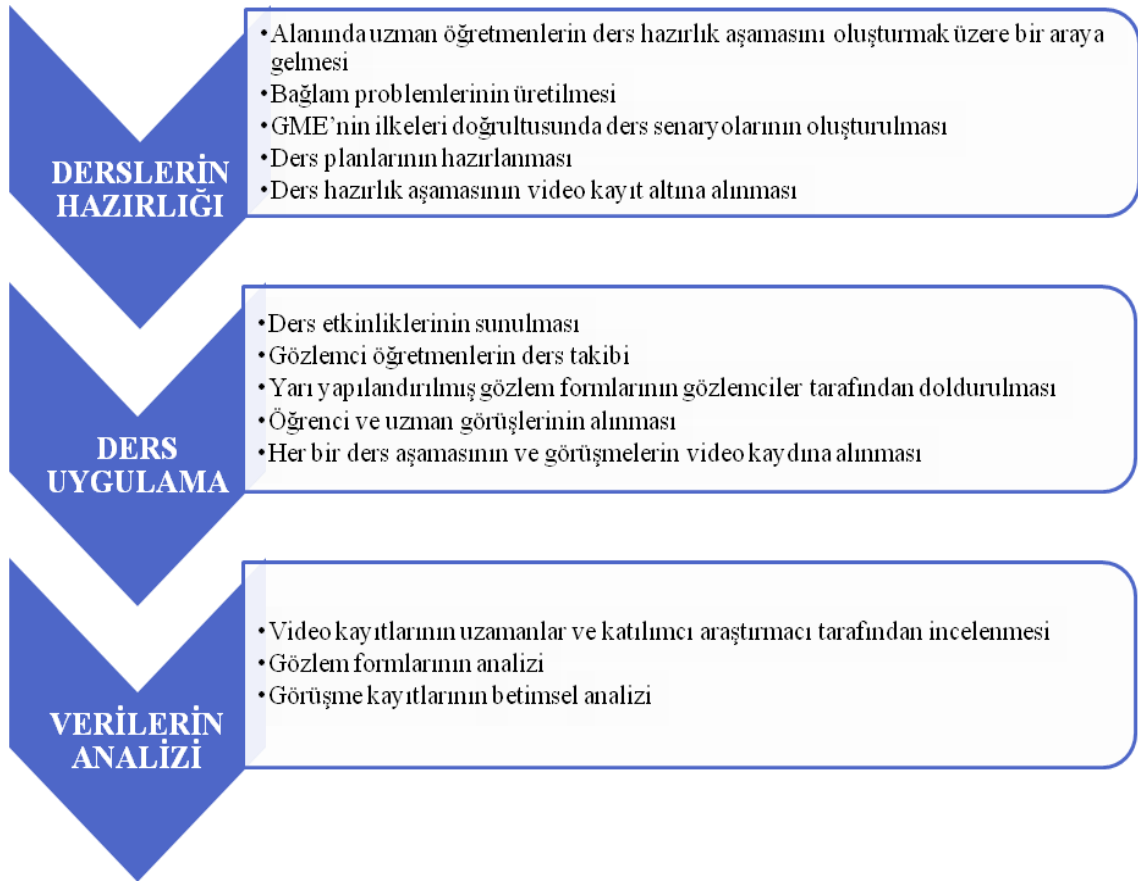 DERSLERİN
HAZIRLIĞI
•Alanında uzman öğretmenlerin ders hazırlık aşamasını oluşturmak üzere bir araya
gelmesi
•Bağlam problemlerinin üretilmesi
•GME’nin ilkeleri doğrultusunda ders senaryolarının oluşturulması
•Ders planlarının hazırlanması
•Ders hazırlık aşamasının video kayıt altına alınması
DERS
UYGULAMA
•Ders etkinliklerinin sunulması
•Gözlemci öğretmenlerin ders takibi
•Yarı yapılandırılmış gözlem formlarının gözlemciler tarafından doldurulması
•Öğrenci ve uzman görüşlerinin alınması
•Her bir ders aşamasının ve görüşmelerin video kaydına alınması
VERİLERİN
ANALİZİ
•Video kayıtlarının uzamanlar ve katılımcı araştırmacı tarafından incelenmesi
•Gözlem formlarının analizi
•Görüşme kayıtlarının betimsel analizi